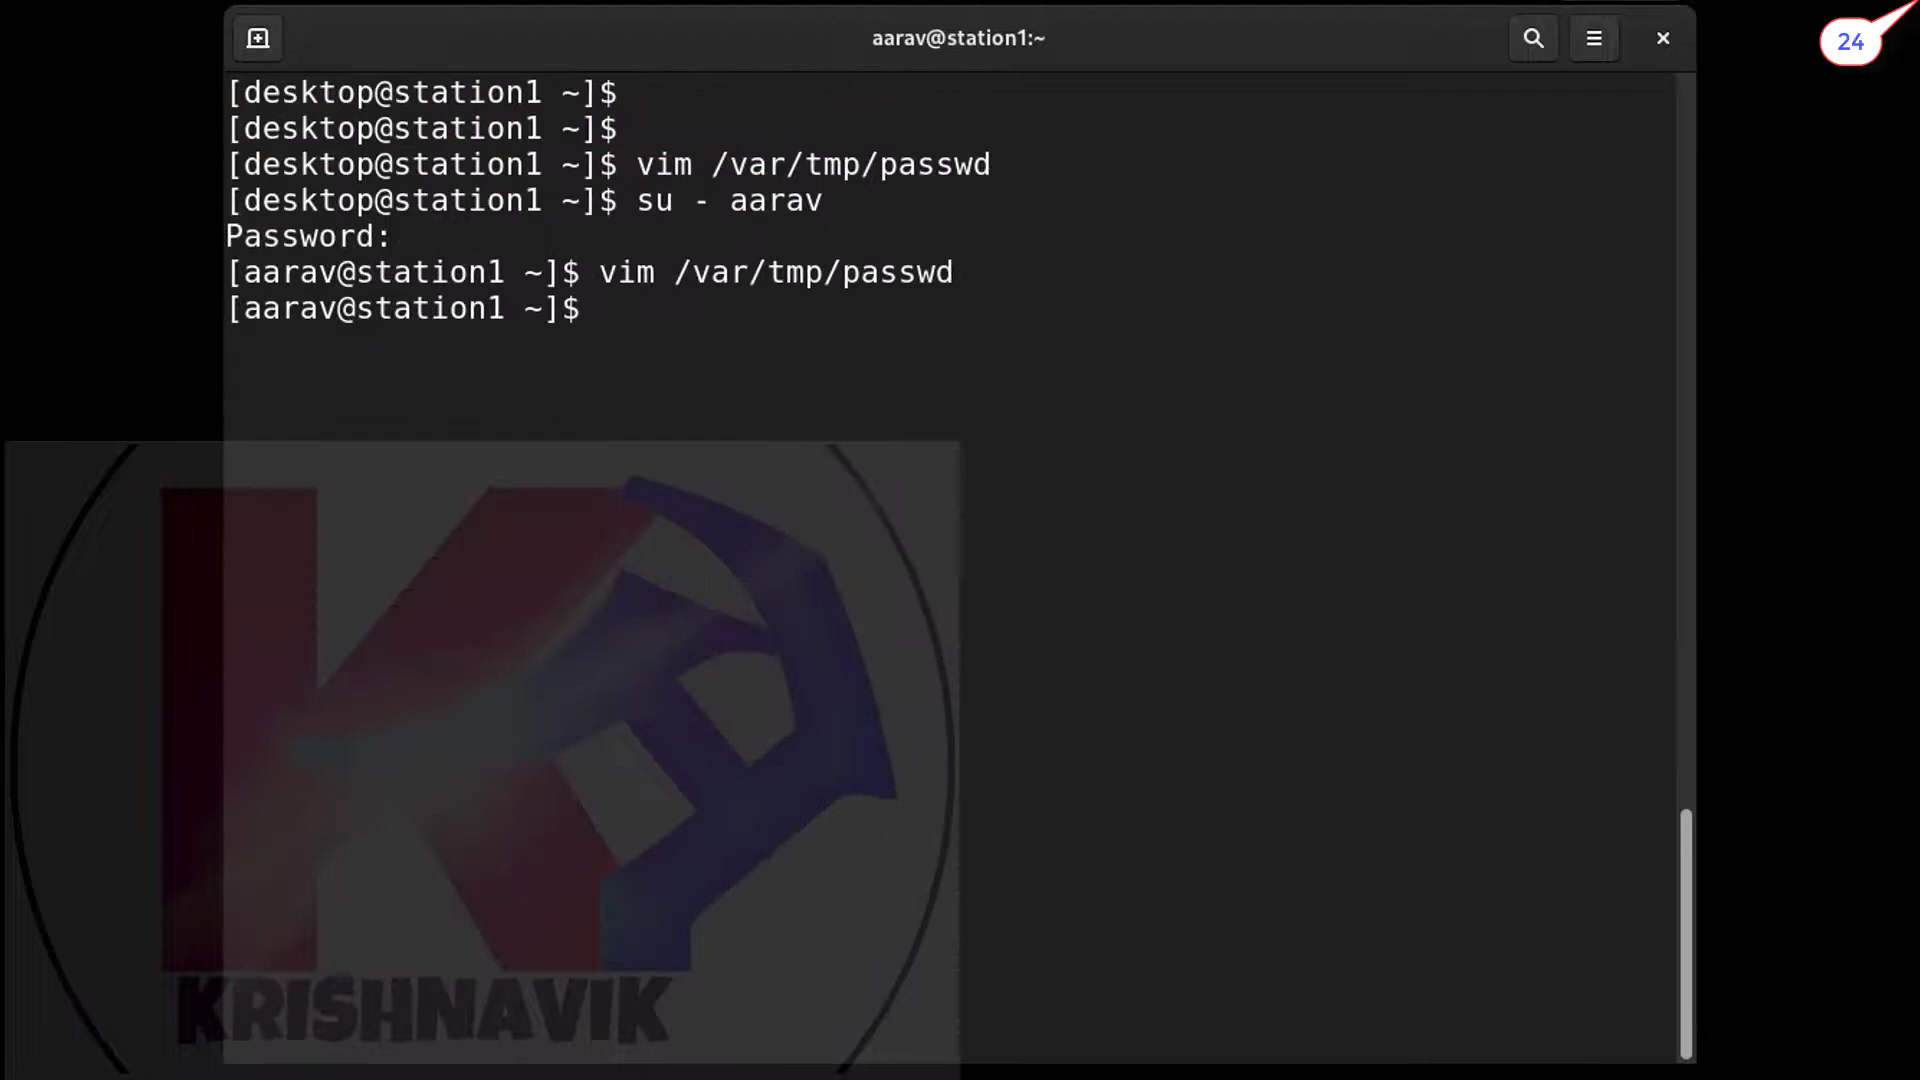 aarav@station1:~
24
[desktop@station1 ~]$
[desktop@station1 ~]$
[desktop@station1 ~]$ vim /var/tmp/passwd
[desktop@station1 ~]$ su - aarav
Password:
[aarav@station1 ~]$ vim /var/tmp/passwd
[aarav@station1 ~]$
KRISHNAVIK